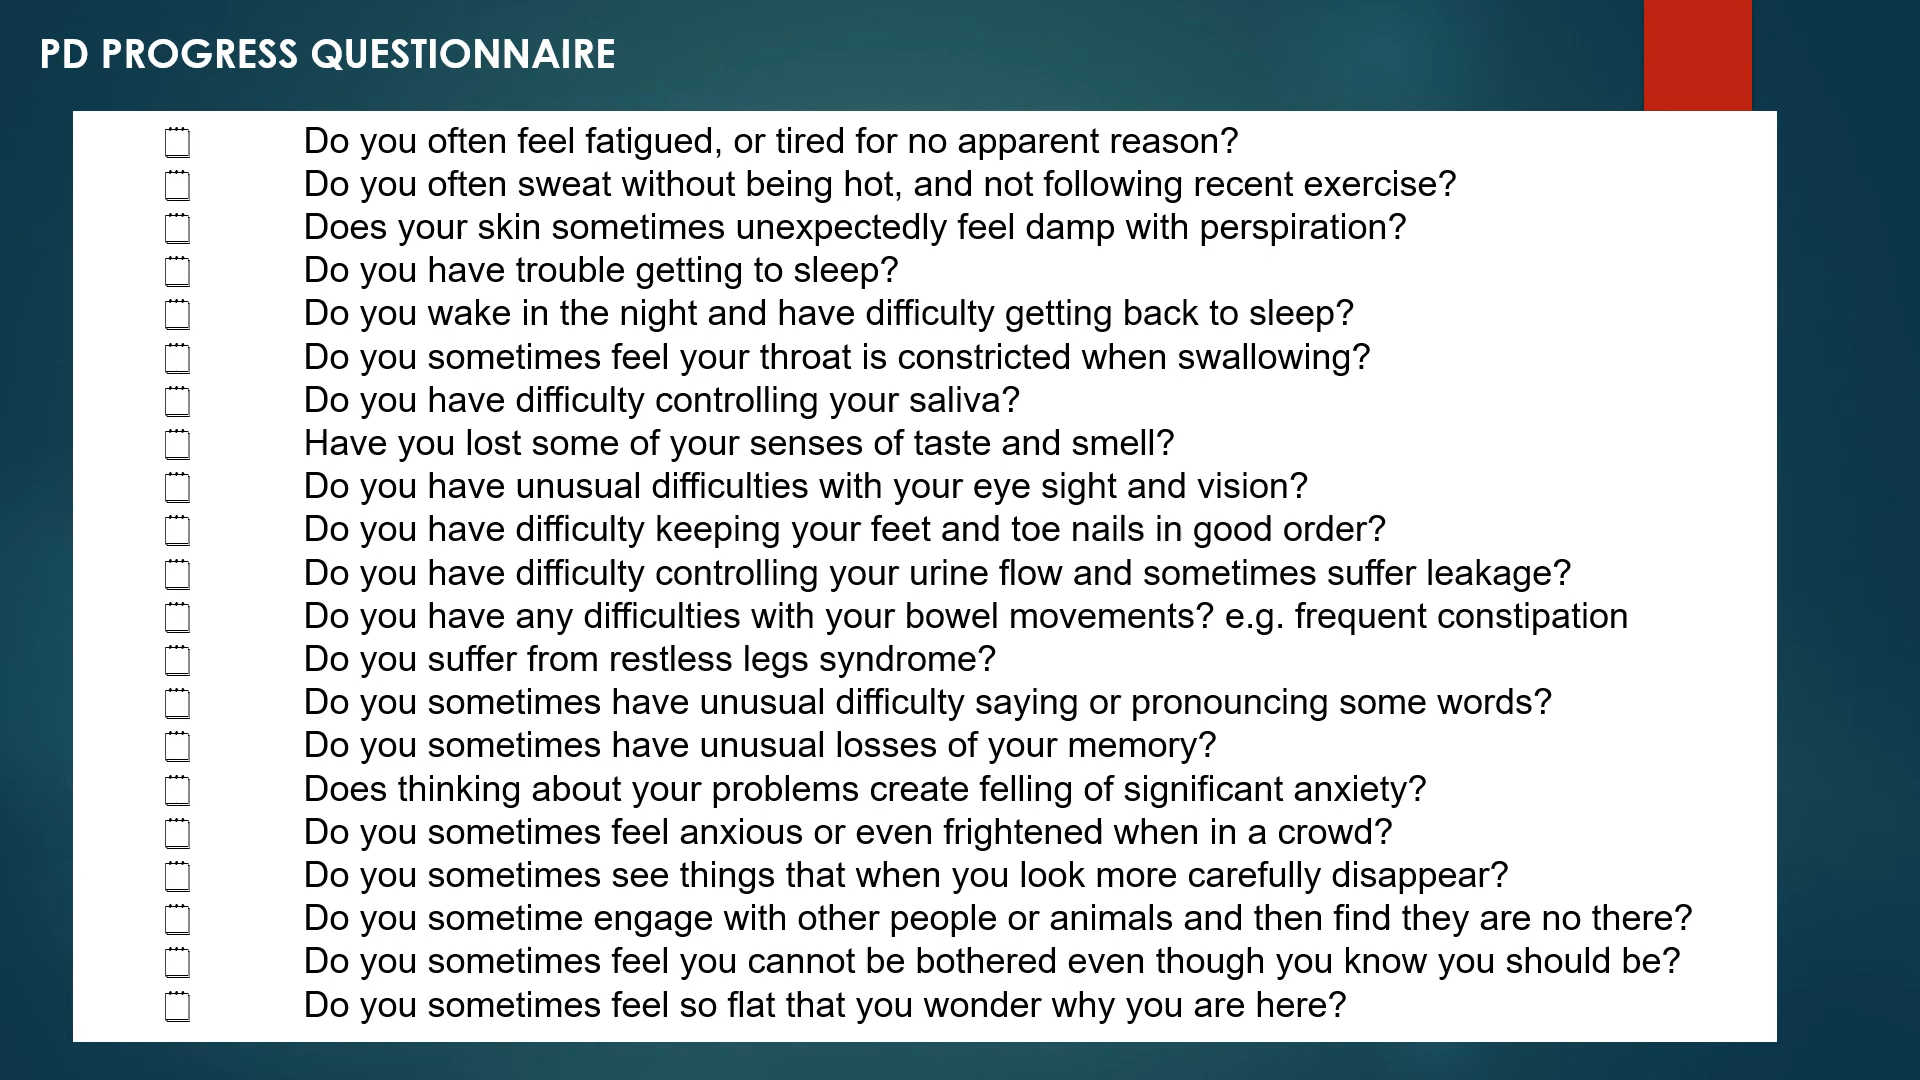 PD PROGRESS QUESTIONNAIRE
Do you often feel fatigued, or tired for no apparent reason?
Do you often sweat without being hot, and not following recent exercise?
Does your skin sometimes unexpectedly feel damp with perspiration?
Do you have trouble getting to sleep?
Do you wake in the night and have difficulty getting back to sleep?
Do you sometimes feel your throat is constricted when swallowing?
Do you have difficulty controlling your saliva?
Have you lost some of your senses of taste and smell?
Do you have unusual difficulties with your eye sight and vision?
Do you have difficulty keeping your feet and toe nails in good order?
Do you have difficulty controlling your urine flow and sometimes suffer leakage?
Do you have any difficulties with your bowel movements? e.g. frequent constipation
Do you suffer from restless legs syndrome?
Do you sometimes have unusual difficulty saying or pronouncing some words?
Do you sometimes have unusual losses of your memory?
Does thinking about your problems create felling of significant anxiety?
Do you sometimes feel anxious or even frightened when in a crowd?
Do you sometimes see things that when you look more carefully disappear?
Do you sometime engage with other people or animals and then find they are no there?
Do you sometimes feel you cannot be bothered even though you know you should be?
Do you sometimes feel so flat that you wonder why you are here?